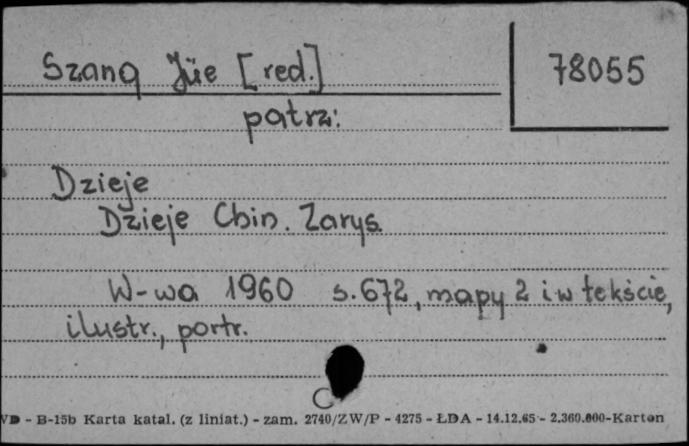 Szang Jüe [red.]
78055
patrz:
Dzieje
Dzieje Chin. Zarys.
W-wa 1960 s. 672, mapy 2 i w tekście,
ilustr., portr.
- B-15b Karta katal. (z liniat.) - zam. 2740/ZW/P - 4275 - ŁDA - 14.12.65 - 2.360.000-Karton